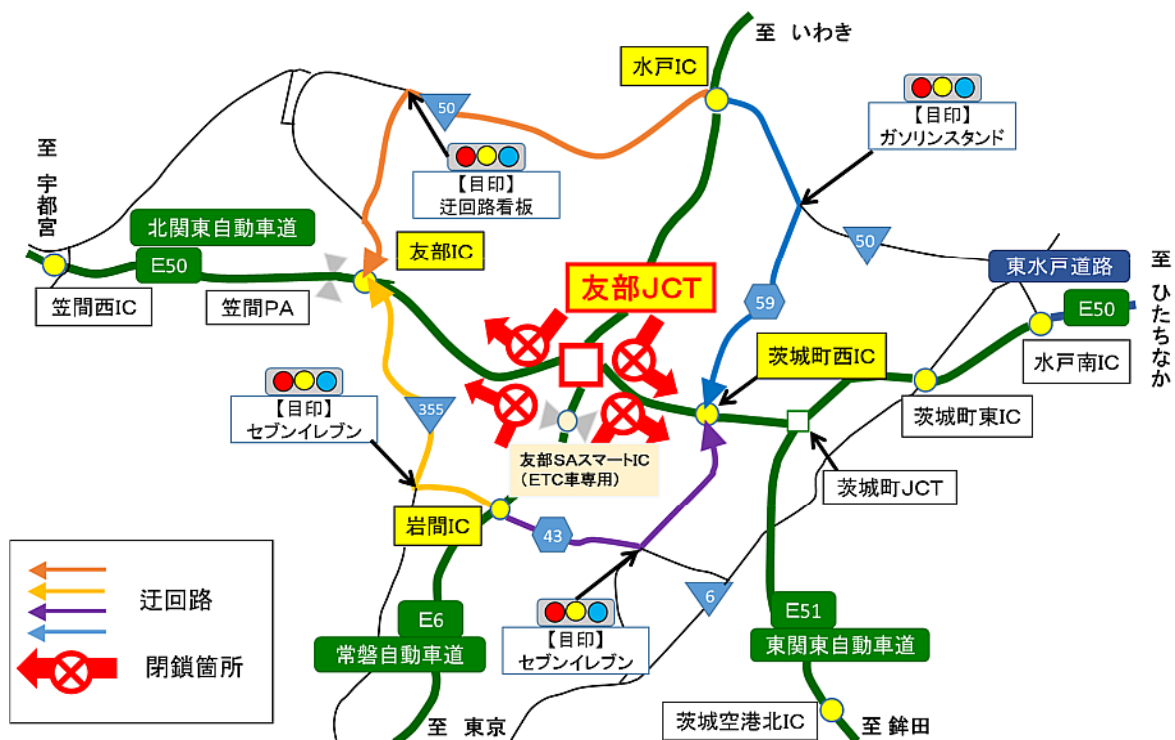 至 いわき
水戸IC
【目印】
ガソリンスタンド
50
【目印】
迂回路看板
至 宇都宮
北関東自動車道
E50
友部IC
笠間西IC
笠間PA
友部JCT
59
50
東水戸道路
至 ひたちなか
E50
水戸南IC
茨城町西IC
茨城町東IC
茨城町JCT
【目印】
セブンイレブン
355
友部SAスマートIC
(ETC車専用)
岩間IC
43
6
【目印】
セブンイレブン
E6
常磐自動車道
至 東京
E51
東関東自動車道
茨城空港北IC
至 鉾田
迂回路
閉鎖箇所